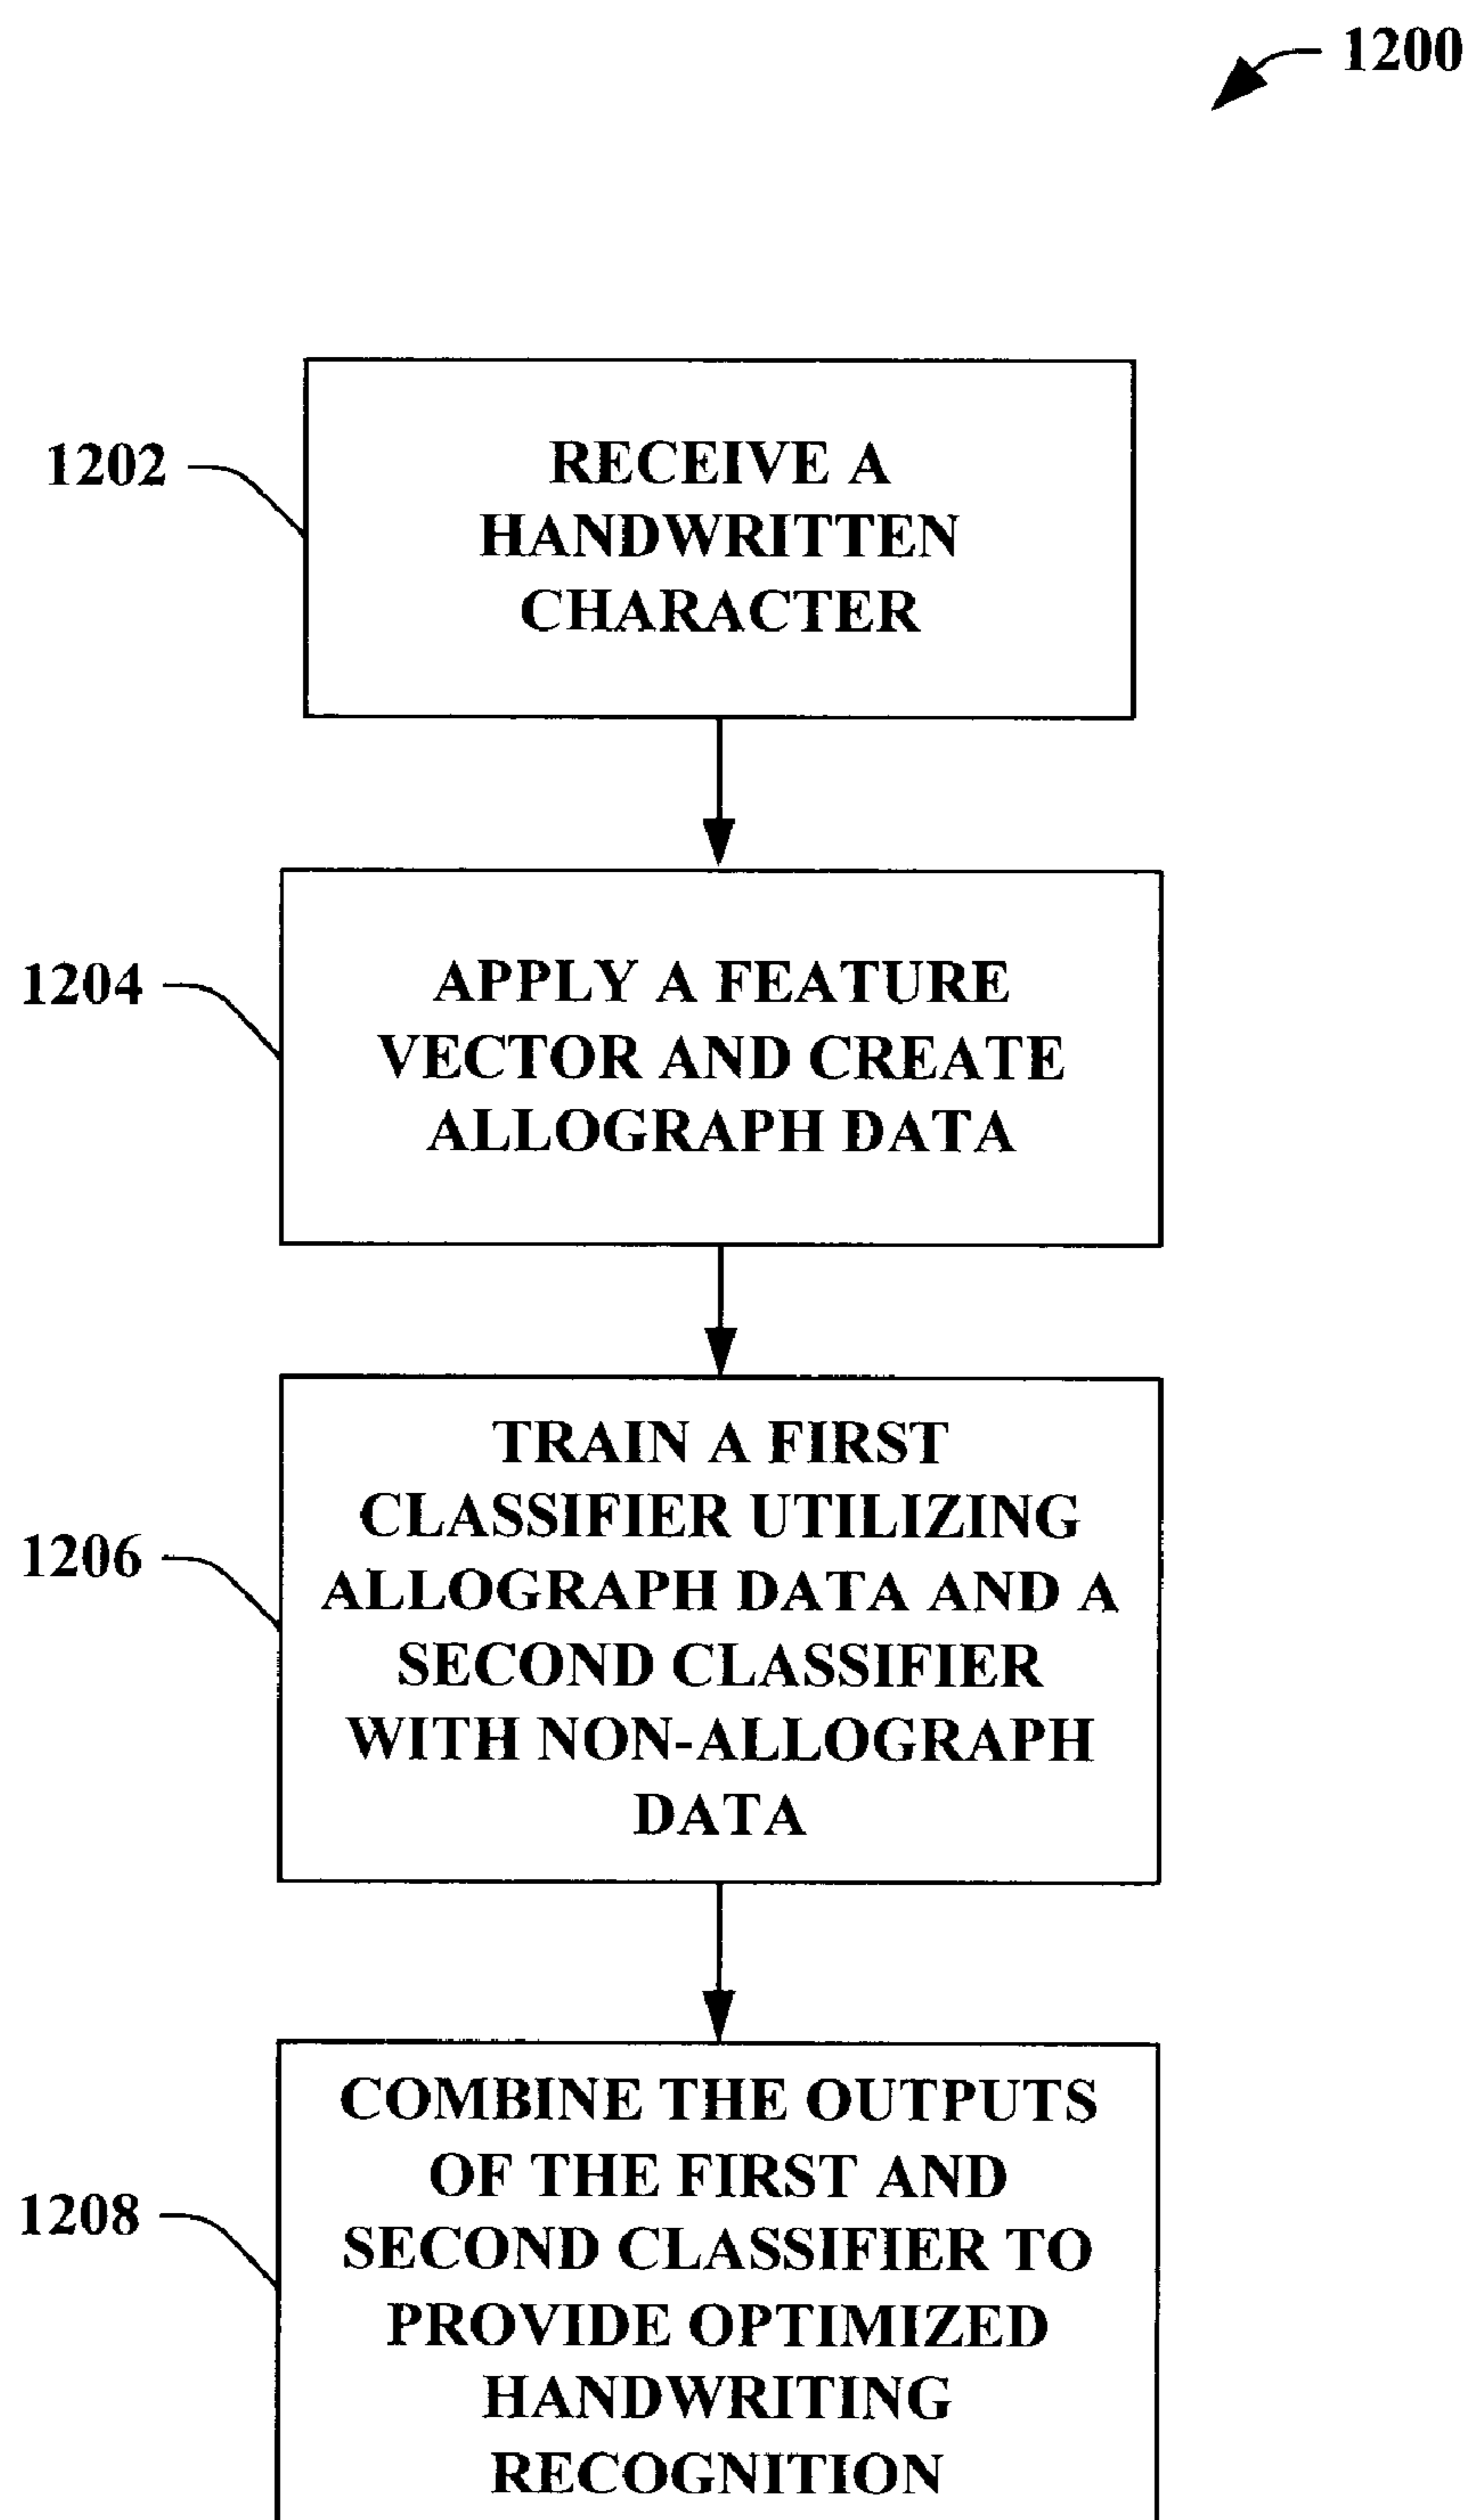 1200
1202
RECEIVE A
HANDWRITTEN
CHARACTER
1204
APPLY A FEATURE
VECTOR AND CREATE
ALLOGRAPH DATA
1206
TRAIN A FIRST
CLASSIFIER UTILIZING
ALLOGRAPH DATA AND A
SECOND CLASSIFIER
WITH NON-ALLOGRAPH
DATA
1208
COMBINE THE OUTPUTS
OF THE FIRST AND
SECOND CLASSIFIER TO
PROVIDE OPTIMIZED
HANDWRITING
RECOGNITION